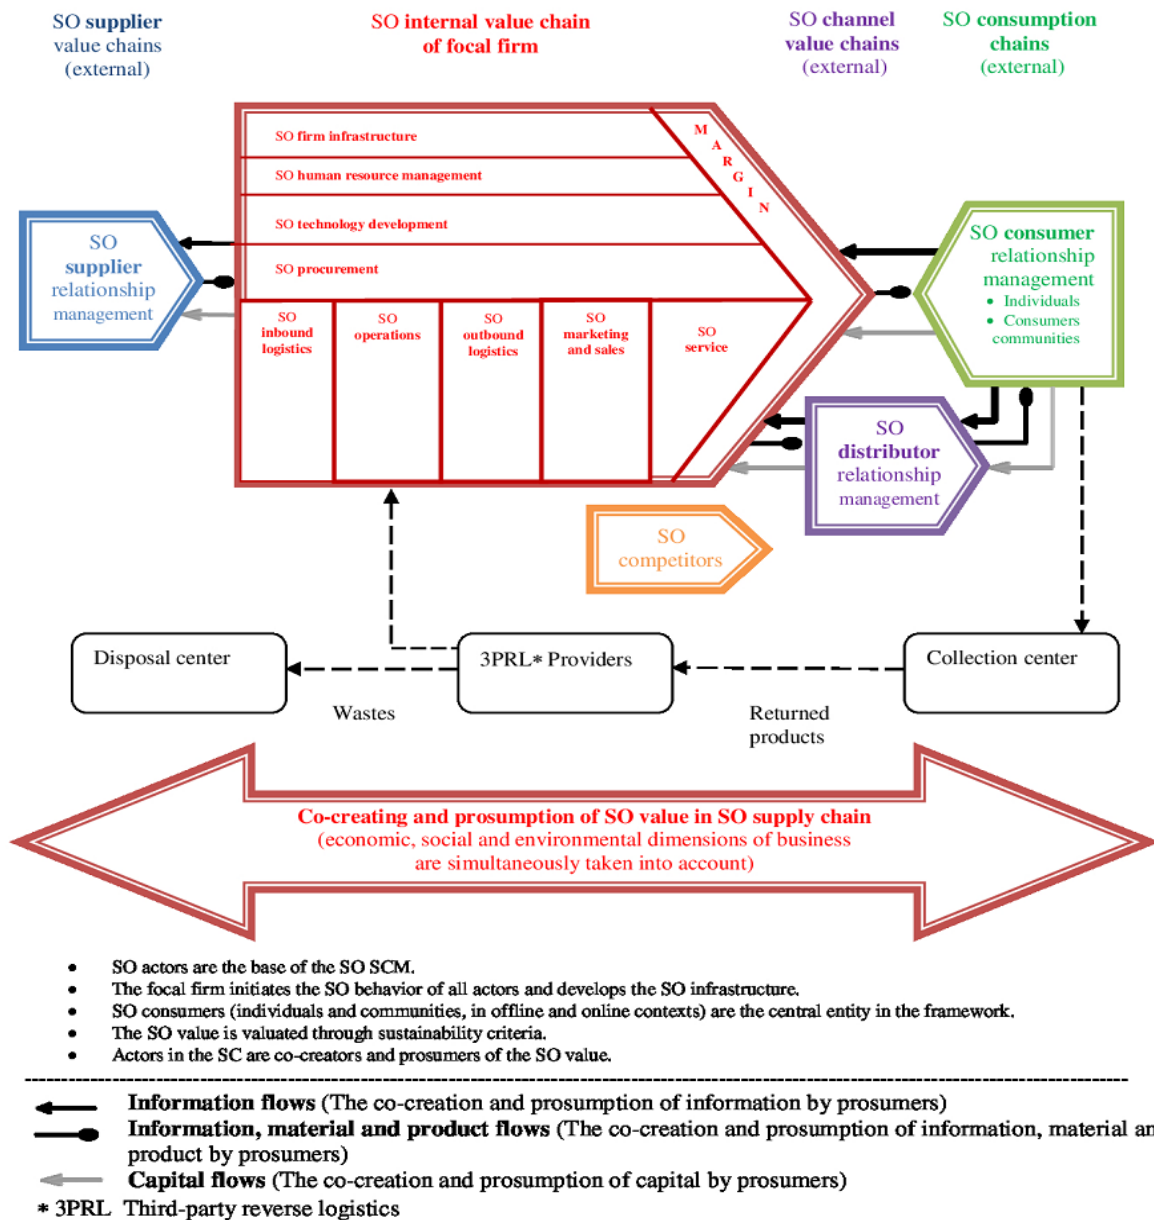 SO supplier
value chains
(external)
SO internal value chain
of focal firm
SO channel
value chains
(external)
SO consumption
chains
(external)
SO firm infrastructure
SO human resource management
SO technology development
SO procurement
MARGIN
SO
inbound
logistics
SO
operations
SO
outbound
logistics
SO
marketing
and sales
SO
service
SO
supplier
relationship
management
SO consumer
relationship
management
• Individuals
• Consumers
communities
SO
distributor
relationship
management
SO
competitors
Disposal center
3PRL* Providers
Collection center
Wastes
Returned
products
Co-creating and prosumption of SO value in SO supply chain
(economic, social and environmental dimensions of business
are simultaneously taken into account)
• SO actors are the base of the SO SCM.
• The focal firm initiates the SO behavior of all actors and develops the SO infrastructure.
• SO consumers (individuals and communities, in offline and online contexts) are the central entity in the framework.
• The SO value is valuated through sustainability criteria.
• Actors in the SC are co-creators and prosumers of the SO value.
Information flows (The co-creation and prosumption of information by prosumers)
Information, material and product flows (The co-creation and prosumption of information, material an
product by prosumers)
Capital flows (The co-creation and prosumption of capital by prosumers)
* 3PRL Third-party reverse logistics